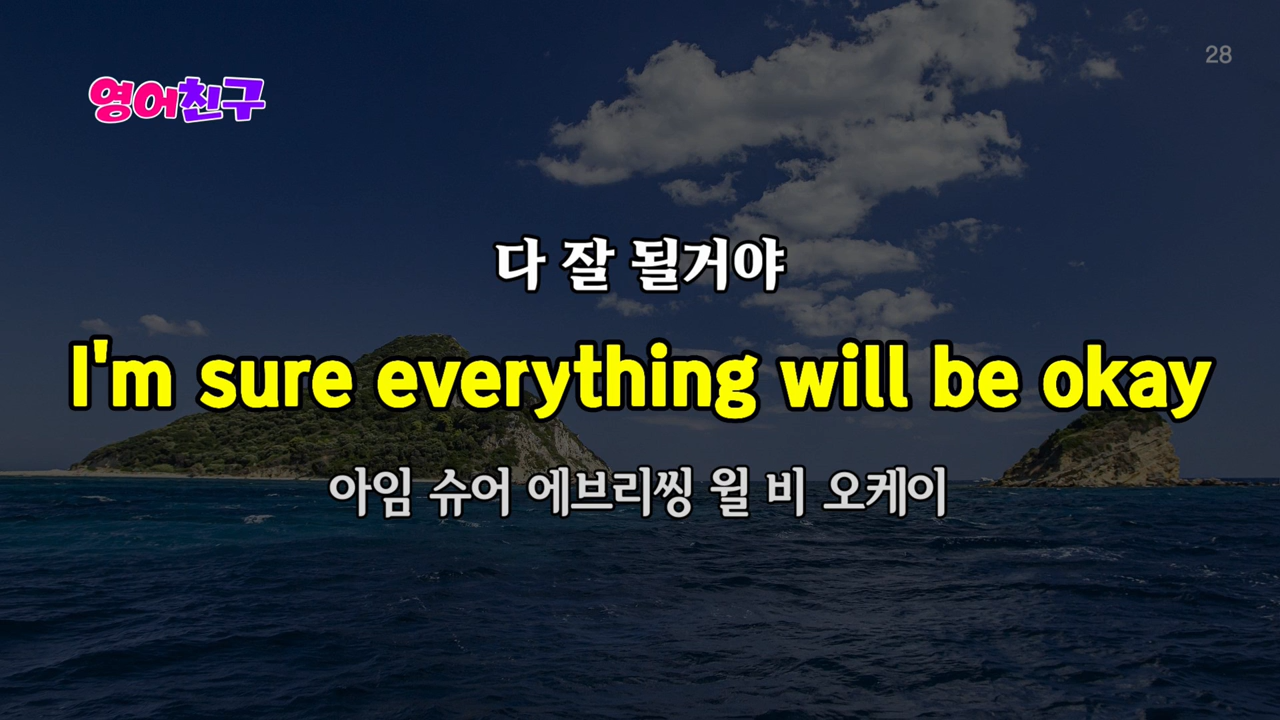 28
영어친구
다 잘 될거야
I'm sure everything will be okay
아임 슈어 에브리씽 윌 비 오케이